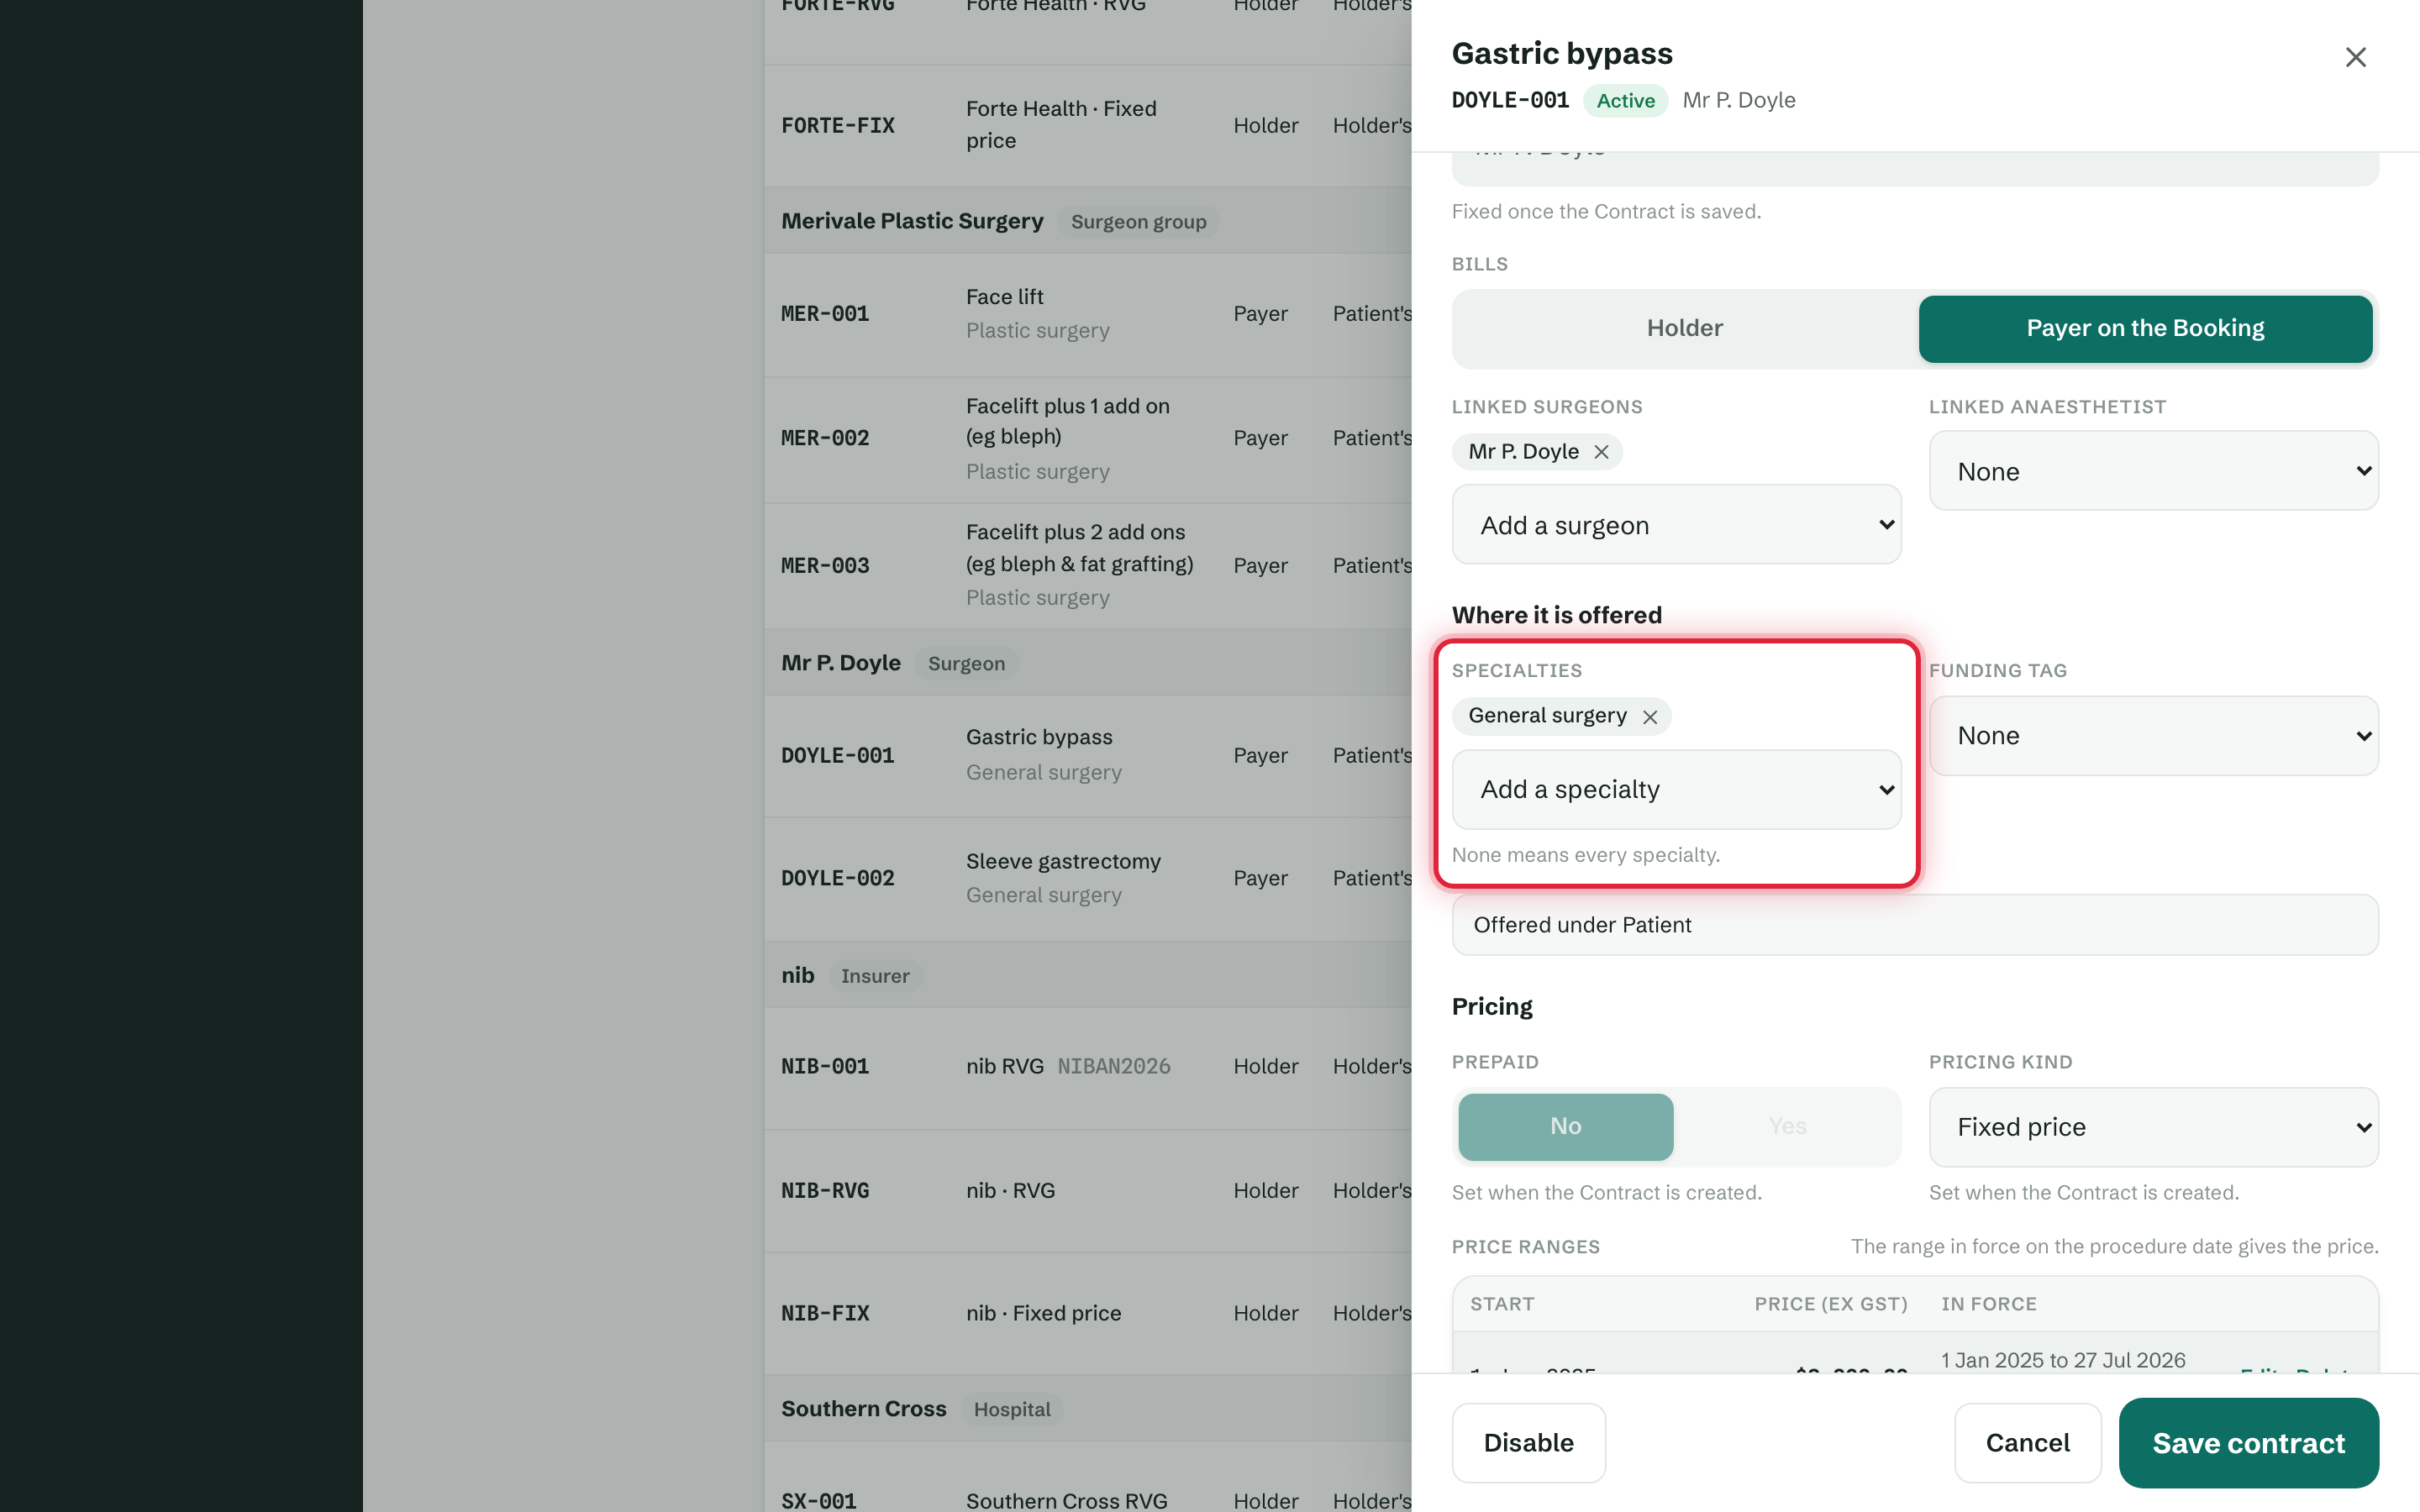 FORTE-RVG Forte Health · RVG Holder Holder's
FORTE-FIX Forte Health · Fixed price Holder Holder's
Merivale Plastic Surgery Surgeon group
MER-001 Face lift Payer Patient's
Plastic surgery
MER-002 Facelift plus 1 add on (eg bleph) Payer Patient's
Plastic surgery
MER-003 Facelift plus 2 add ons (eg bleph & fat grafting) Payer Patient's
Plastic surgery
Mr P. Doyle Surgeon
DOYLE-001 Gastric bypass Payer Patient's
General surgery
DOYLE-002 Sleeve gastrectomy Payer Patient's
General surgery
nib Insurer
NIB-001 nib RVG NIBAN2026 Holder Holder's
NIB-RVG nib · RVG Holder Holder's
NIB-FIX nib · Fixed price Holder Holder's
Southern Cross Hospital
SX-001 Southern Cross RVG Holder Holder's
Gastric bypass
DOYLE-001 Active Mr P. Doyle
Mr P. Doyle
Fixed once the Contract is saved.
BILLS
Holder Payer on the Booking
LINKED SURGEONS LINKED ANAESTHETIST
Mr P. Doyle
None
Add a surgeon
Where it is offered
SPECIALTIES FUNDING TAG
General surgery
None
Add a specialty
None means every specialty.
Offered under Patient
Pricing
PREPAID PRICING KIND
No Yes Fixed price
Set when the Contract is created. Set when the Contract is created.
PRICE RANGES The range in force on the procedure date gives the price.
START PRICE (EX GST) IN FORCE
1 Jan 2025 to 27 Jul 2026
Disable Cancel Save contract